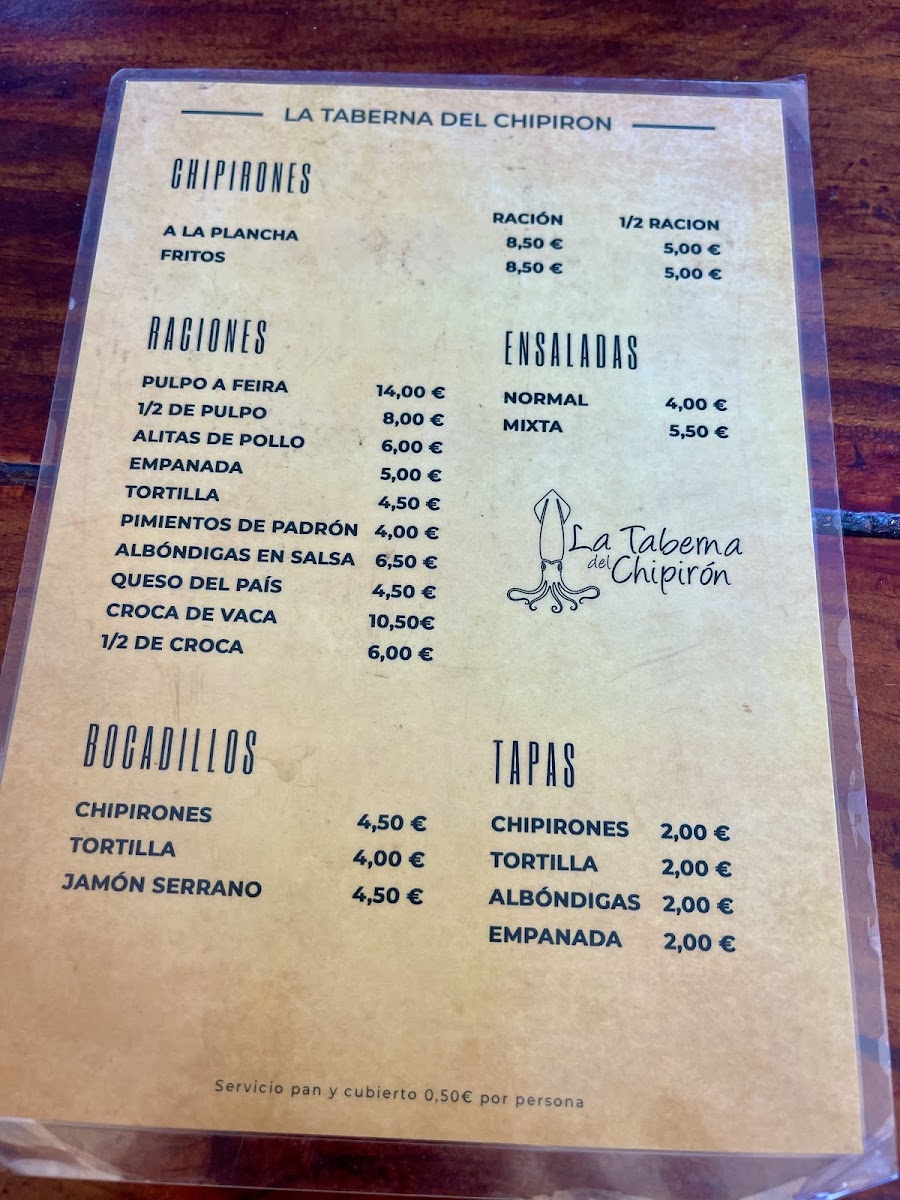 LA TABERNA DEL CHIPIRON
CHIPIRONES
RACIÓN 1/2 RACION
A LA PLANCHA 8,50 € 5,00 €
FRITOS 8,50 € 5,00 €
RACIONES
PULPO A FEIRA 14,00 €
1/2 DE PULPO 8,00 €
ALITAS DE POLLO 6,00 €
EMPANADA 5,00 €
TORTILLA 4,50 €
PIMIENTOS DE PADRÓN 4,00 €
ALBÓNDIGAS EN SALSA 6,50 €
QUESO DEL PAÍS 4,50 €
CROCA DE VACA 10,50€
1/2 DE CROCA 6,00 €
ENSALADAS
NORMAL 4,00 €
MIXTA 5,50 €
La Taberna
del Chipirón
BOCADILLOS
CHIPIRONES 4,50 €
TORTILLA 4,00 €
JAMÓN SERRANO 4,50 €
TAPAS
CHIPIRONES 2,00 €
TORTILLA 2,00 €
ALBÓNDIGAS 2,00 €
EMPANADA 2,00 €
Servicio pan y cubierto 0,50€ por persona